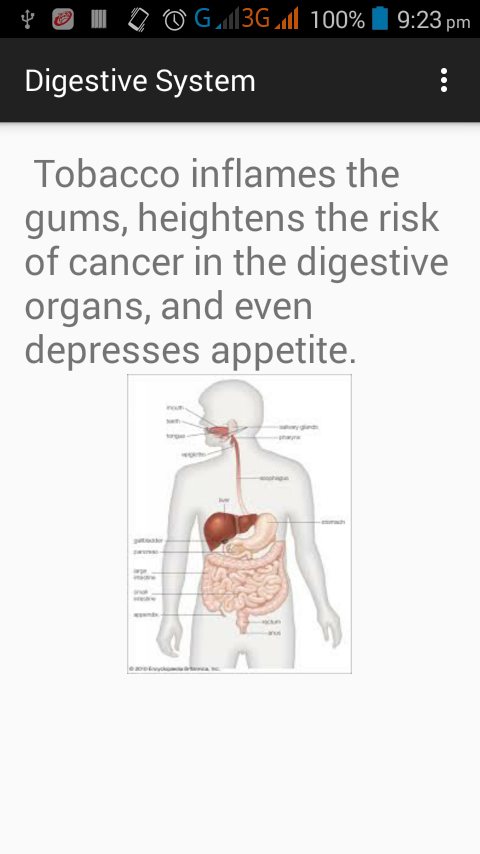 G 3G 100% 9:23 pm
Digestive System
Tobacco inflames the
gums, heightens the risk
of cancer in the digestive
organs, and even
depresses appetite.
mouth
teeth
tongue
salivary glands
pharynx
epiglottis
esophagus
liver
stomach
gallbladder
pancreas
large
intestine
small
intestine
appendix
rectum
anus
© 2010 Encyclopædia Britannica, Inc.